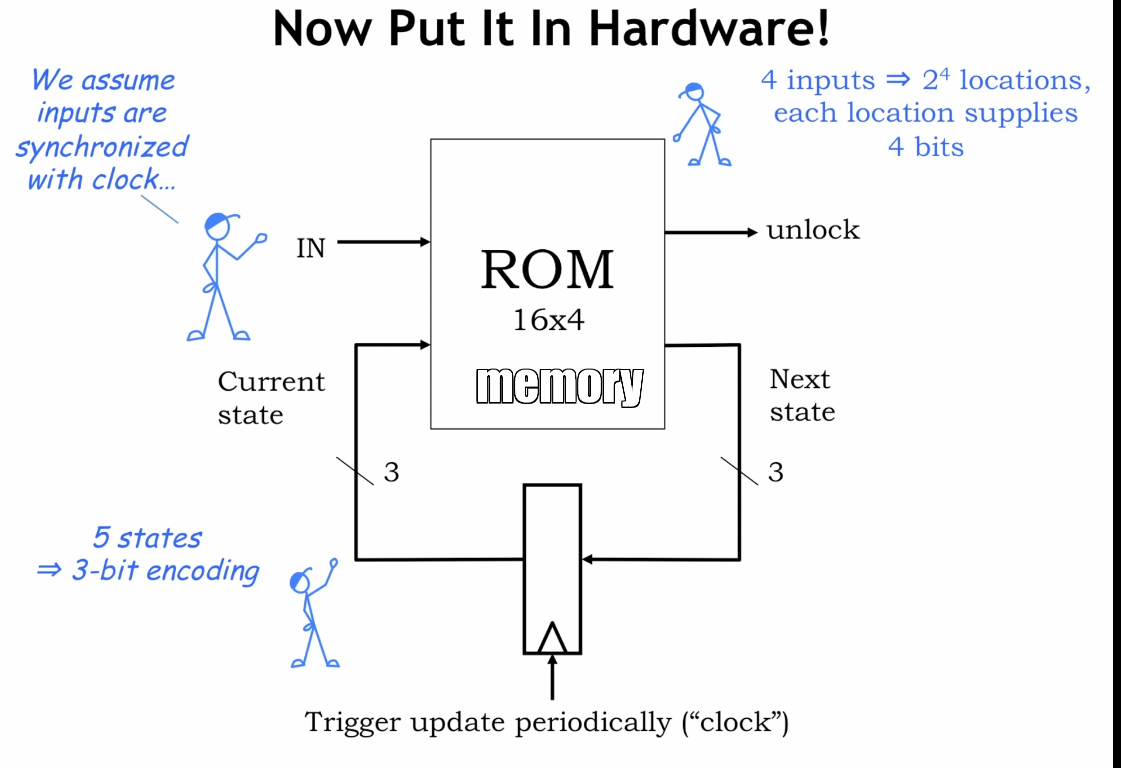 Now Put It In Hardware!
We assume
inputs are
synchronized
with clock…
4 inputs ⇒ 2⁴ locations,
each location supplies
4 bits
IN
unlock
ROM
16x4
memory
Current
state
Next
state
3
3
5 states
⇒ 3-bit encoding
Trigger update periodically (“clock”)